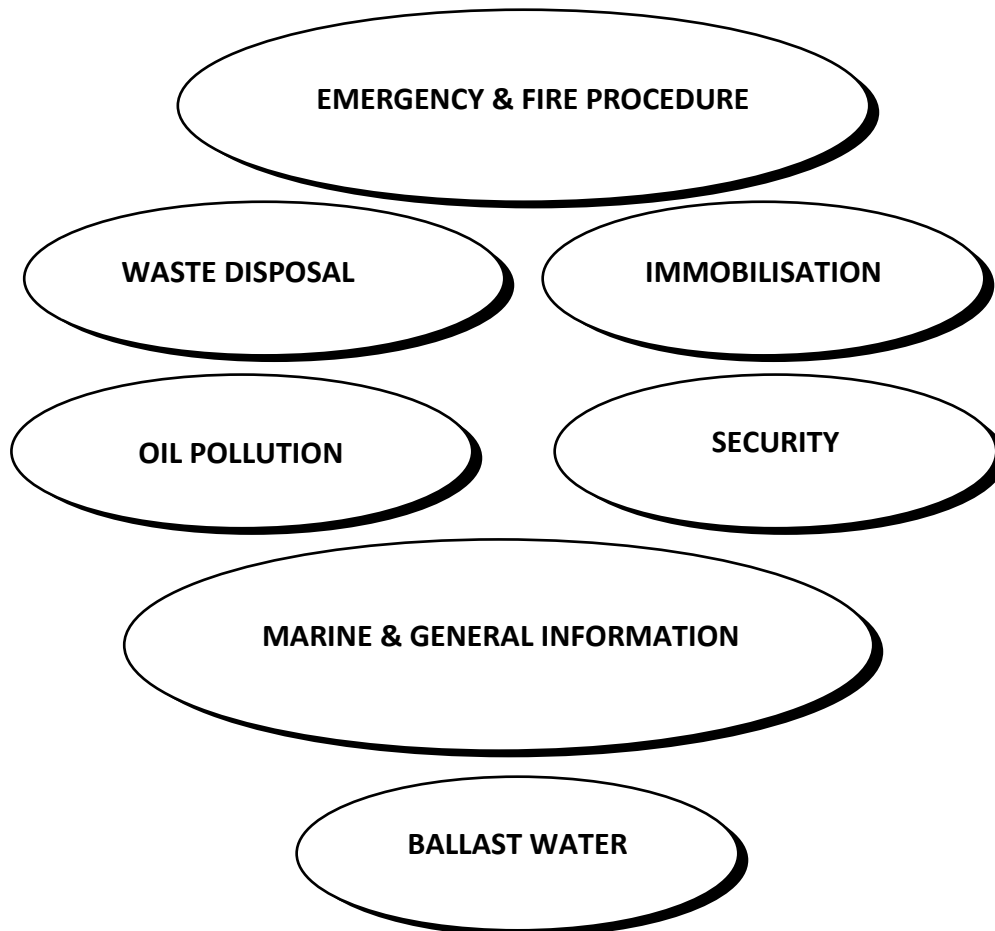 EMERGENCY & FIRE PROCEDURE
WASTE DISPOSAL
IMMOBILISATION
OIL POLLUTION
SECURITY
MARINE & GENERAL INFORMATION
BALLAST WATER